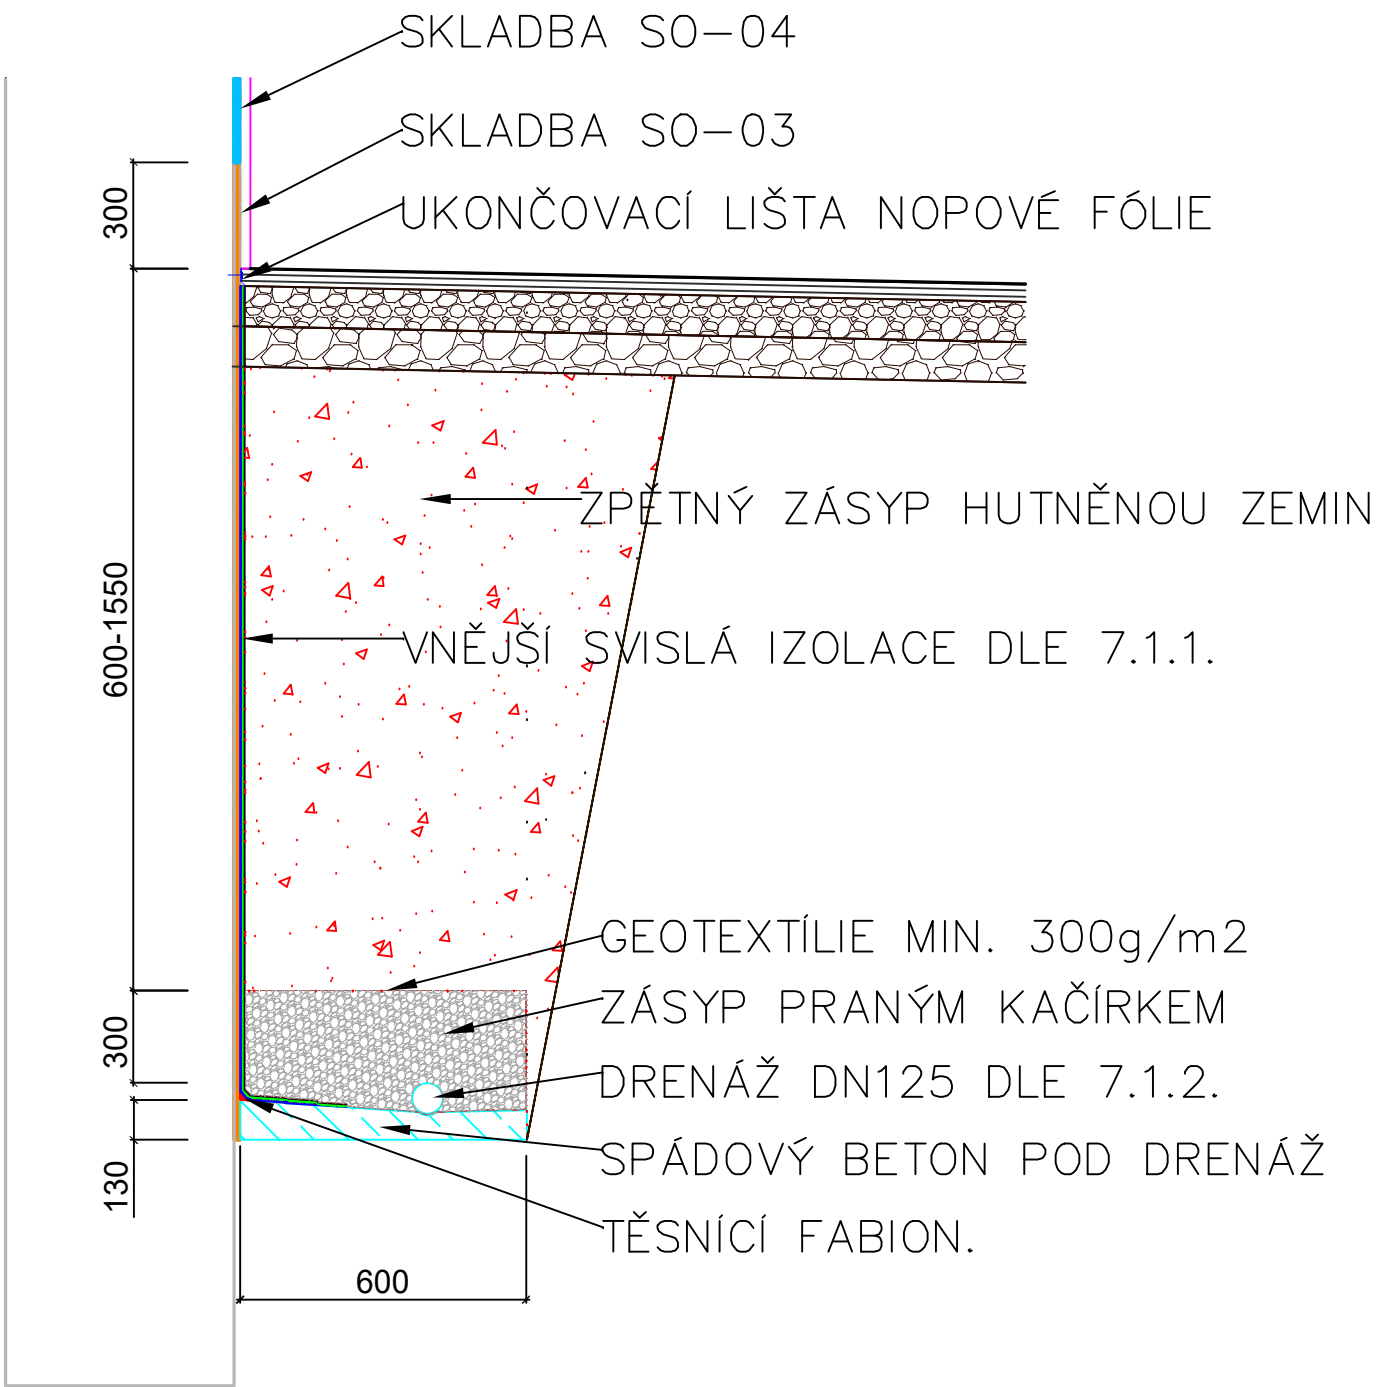 SKLADBA SO-04
SKLADBA SO-03
UKONČOVACÍ LIŠTA NOPOVÉ FÓLIE
300
ZPĚTNÝ ZÁSYP HUTNĚNOU ZEMIN
600-1550
VNĚJŠÍ SVISLÁ IZOLACE DLE 7.1.1.
GEOTEXTÍLIE MIN. 300g/m2
ZÁSYP PRANÝM KAČÍRKEM
300
DRENÁŽ DN125 DLE 7.1.2.
SPÁDOVÝ BETON POD DRENÁŽ
130
TĚSNÍCÍ FABION.
600